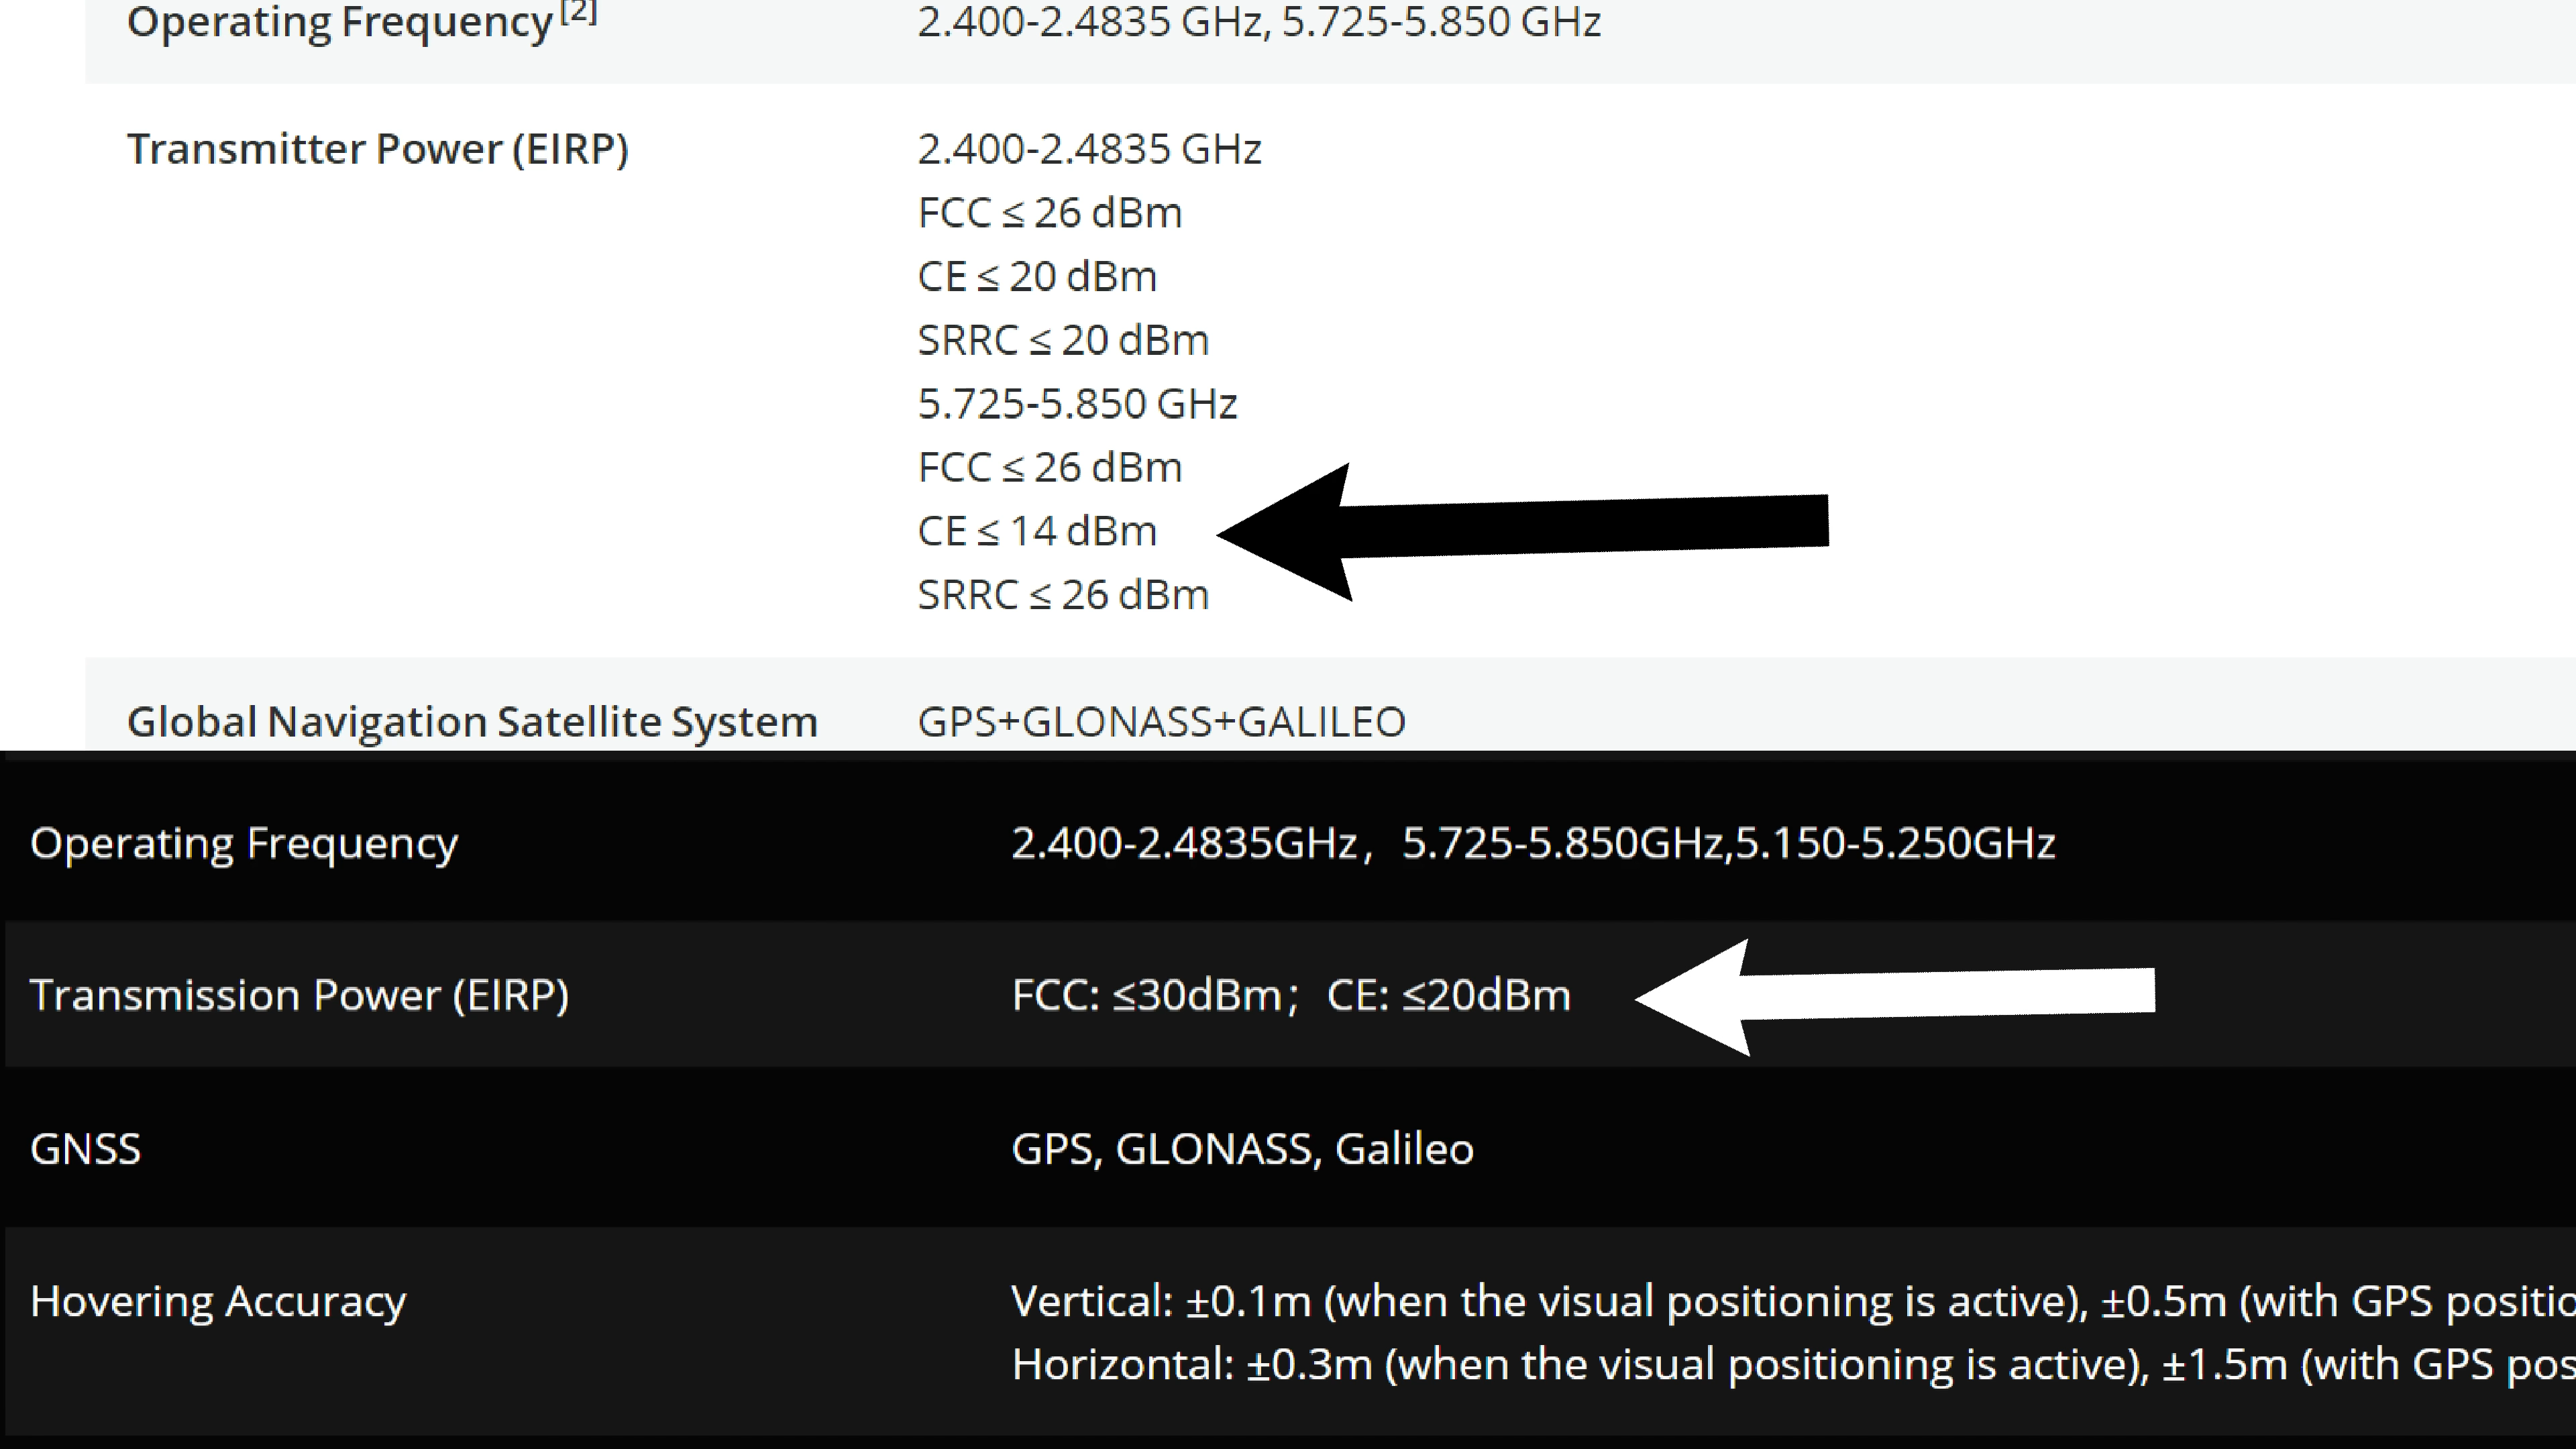 Operating Frequency [2] 2.400-2.4835 GHz, 5.725-5.850 GHz
Transmitter Power (EIRP) 2.400-2.4835 GHz
FCC ≤ 26 dBm
CE ≤ 20 dBm
SRRC ≤ 20 dBm
5.725-5.850 GHz
FCC ≤ 26 dBm
CE ≤ 14 dBm
SRRC ≤ 26 dBm
Global Navigation Satellite System GPS+GLONASS+GALILEO
Operating Frequency 2.400-2.4835GHz, 5.725-5.850GHz,5.150-5.250GHz
Transmission Power (EIRP) FCC: ≤30dBm; CE: ≤20dBm
GNSS GPS, GLONASS, Galileo
Hovering Accuracy Vertical: ±0.1m (when the visual positioning is active), ±0.5m (with GPS positio
Horizontal: ±0.3m (when the visual positioning is active), ±1.5m (with GPS pos